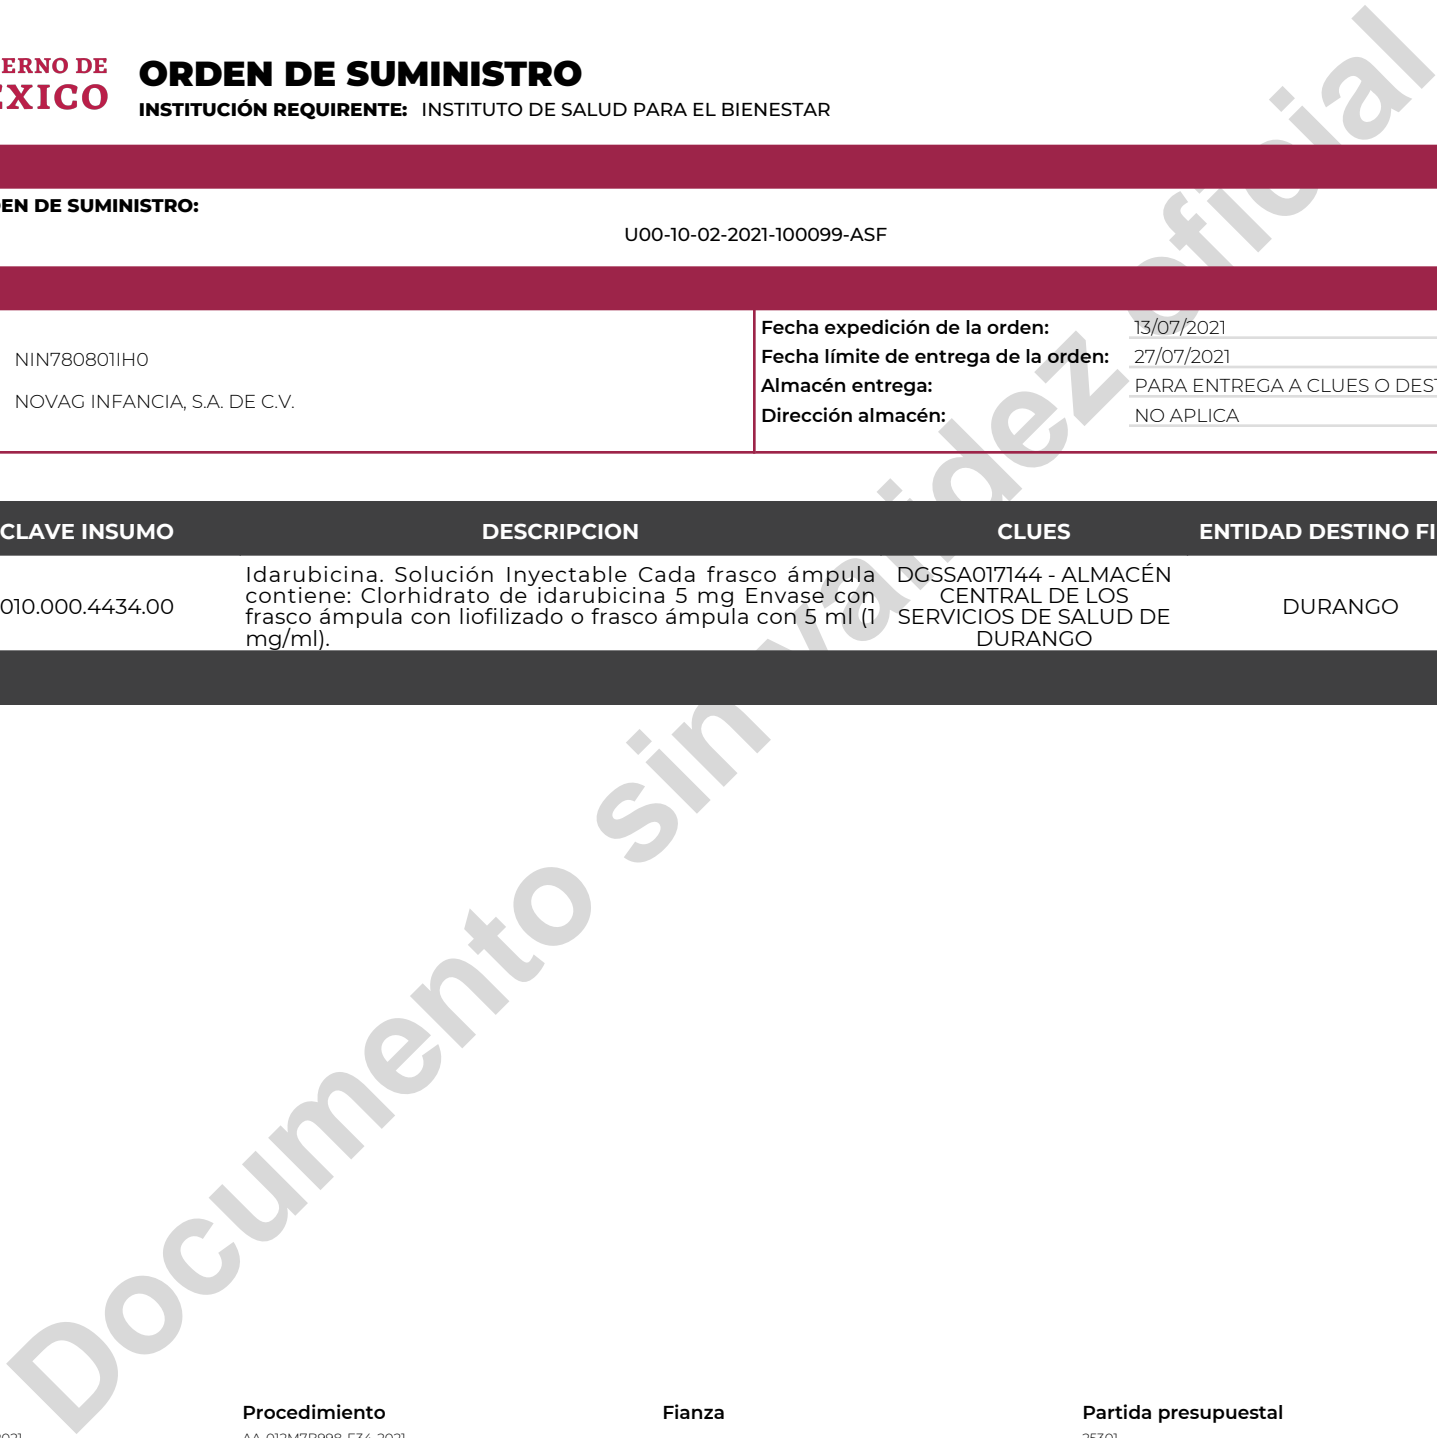 ERNO DE
EXICO
ORDEN DE SUMINISTRO
INSTITUCIÓN REQUIRENTE: INSTITUTO DE SALUD PARA EL BIENESTAR
EN DE SUMINISTRO:
U00-10-02-2021-100099-ASF
NIN780801IH0
NOVAG INFANCIA, S.A. DE C.V.
Fecha expedición de la orden: 13/07/2021
Fecha límite de entrega de la orden: 27/07/2021
Almacén entrega: PARA ENTREGA A CLUES O DEST
Dirección almacén: NO APLICA
CLAVE INSUMO DESCRIPCION CLUES ENTIDAD DESTINO FI
010.000.4434.00
Idarubicina. Solución Inyectable Cada frasco ámpula
contiene: Clorhidrato de idarubicina 5 mg Envase con
frasco ámpula con liofilizado o frasco ámpula con 5 ml (1
mg/ml).
DGSSA017144 - ALMACÉN
CENTRAL DE LOS
SERVICIOS DE SALUD DE
DURANGO
DURANGO
Documento sin validez oficial
Procedimiento Fianza Partida presupuestal